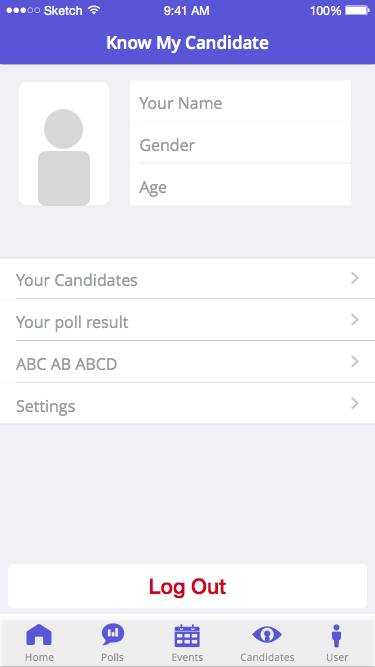 Sketch 9:41 AM 100%
Know My Candidate
Your Name
Gender
Age
Your Candidates
Your poll result
ABC AB ABCD
Settings
Log Out
Home Polls Events Candidates User